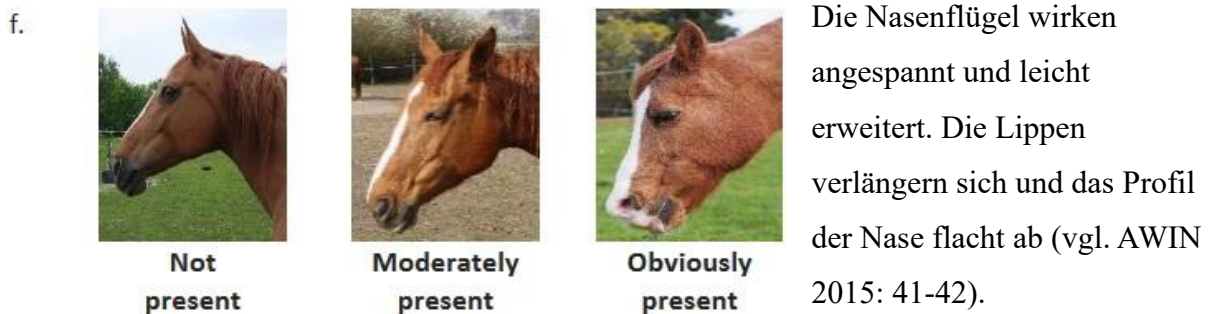 f.
Not
present
Moderately
present
Obviously
present
Die Nasenflügel wirken
angespannt und leicht
erweitert. Die Lippen
verlängern sich und das Profil
der Nase flacht ab (vgl. AWIN
2015: 41-42).